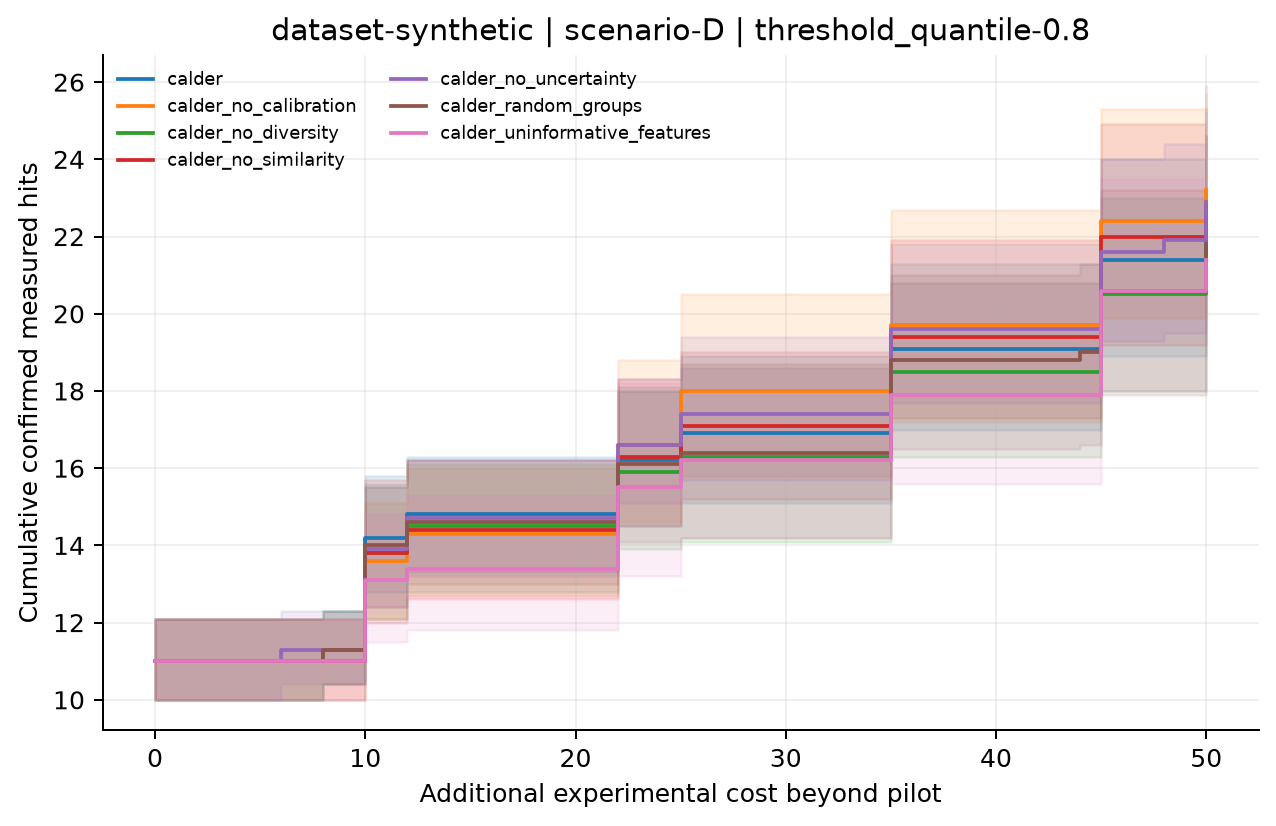 dataset-synthetic | scenario-D | threshold_quantile-0.8
calder
calder_no_calibration
calder_no_diversity
calder_no_similarity
calder_no_uncertainty
calder_random_groups
calder_uninformative_features
Cumulative confirmed measured hits
26
24
22
20
18
16
14
12
10
0 10 20 30 40 50
Additional experimental cost beyond pilot